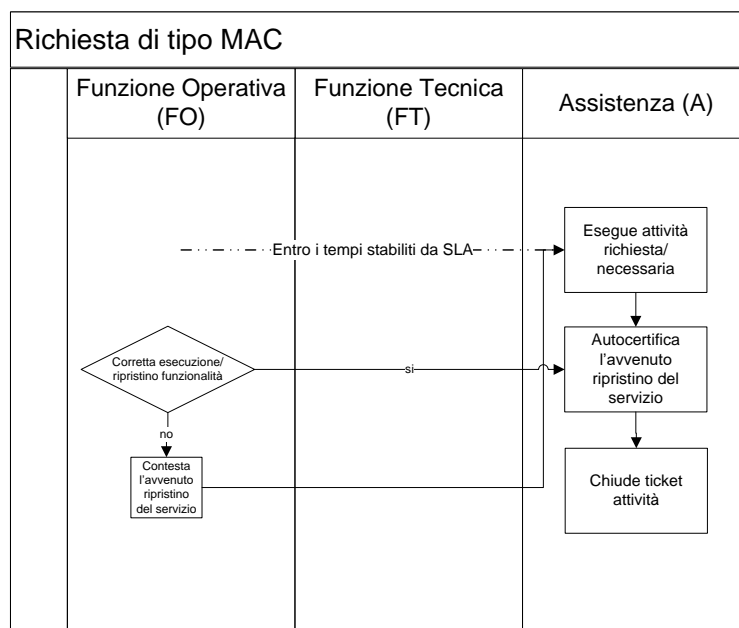 Richiesta di tipo MAC
Funzione Operativa
(FO)
Funzione Tecnica
(FT)
Assistenza (A)
Esegue attività
richiesta/
necessaria
Entro i tempi stabiliti da SLA
Corretta esecuzione/
ripristino funzionalità
si
Autocertifica
l'avvenuto
ripristino del
servizio
no
Contesta
l'avvenuto
ripristino
del servizio
Chiude ticket
attività